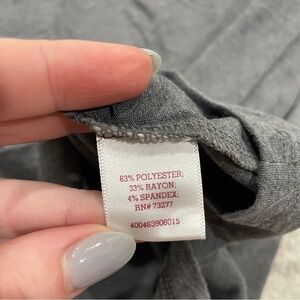 63% POLYESTER;
33% RAYON;
4% SPANDEX;
RN# 73277
400463906015